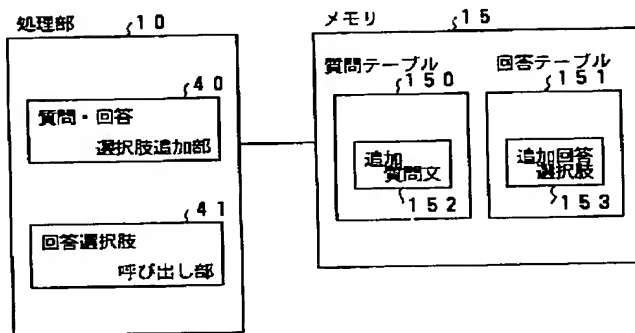 処理部 10
メモリ 15
質問テーブル 150
回答テーブル 151
40
質問・回答
選択肢追加部
追加
質問文
152
追加回答
選択肢
153
41
回答選択肢
呼び出し部